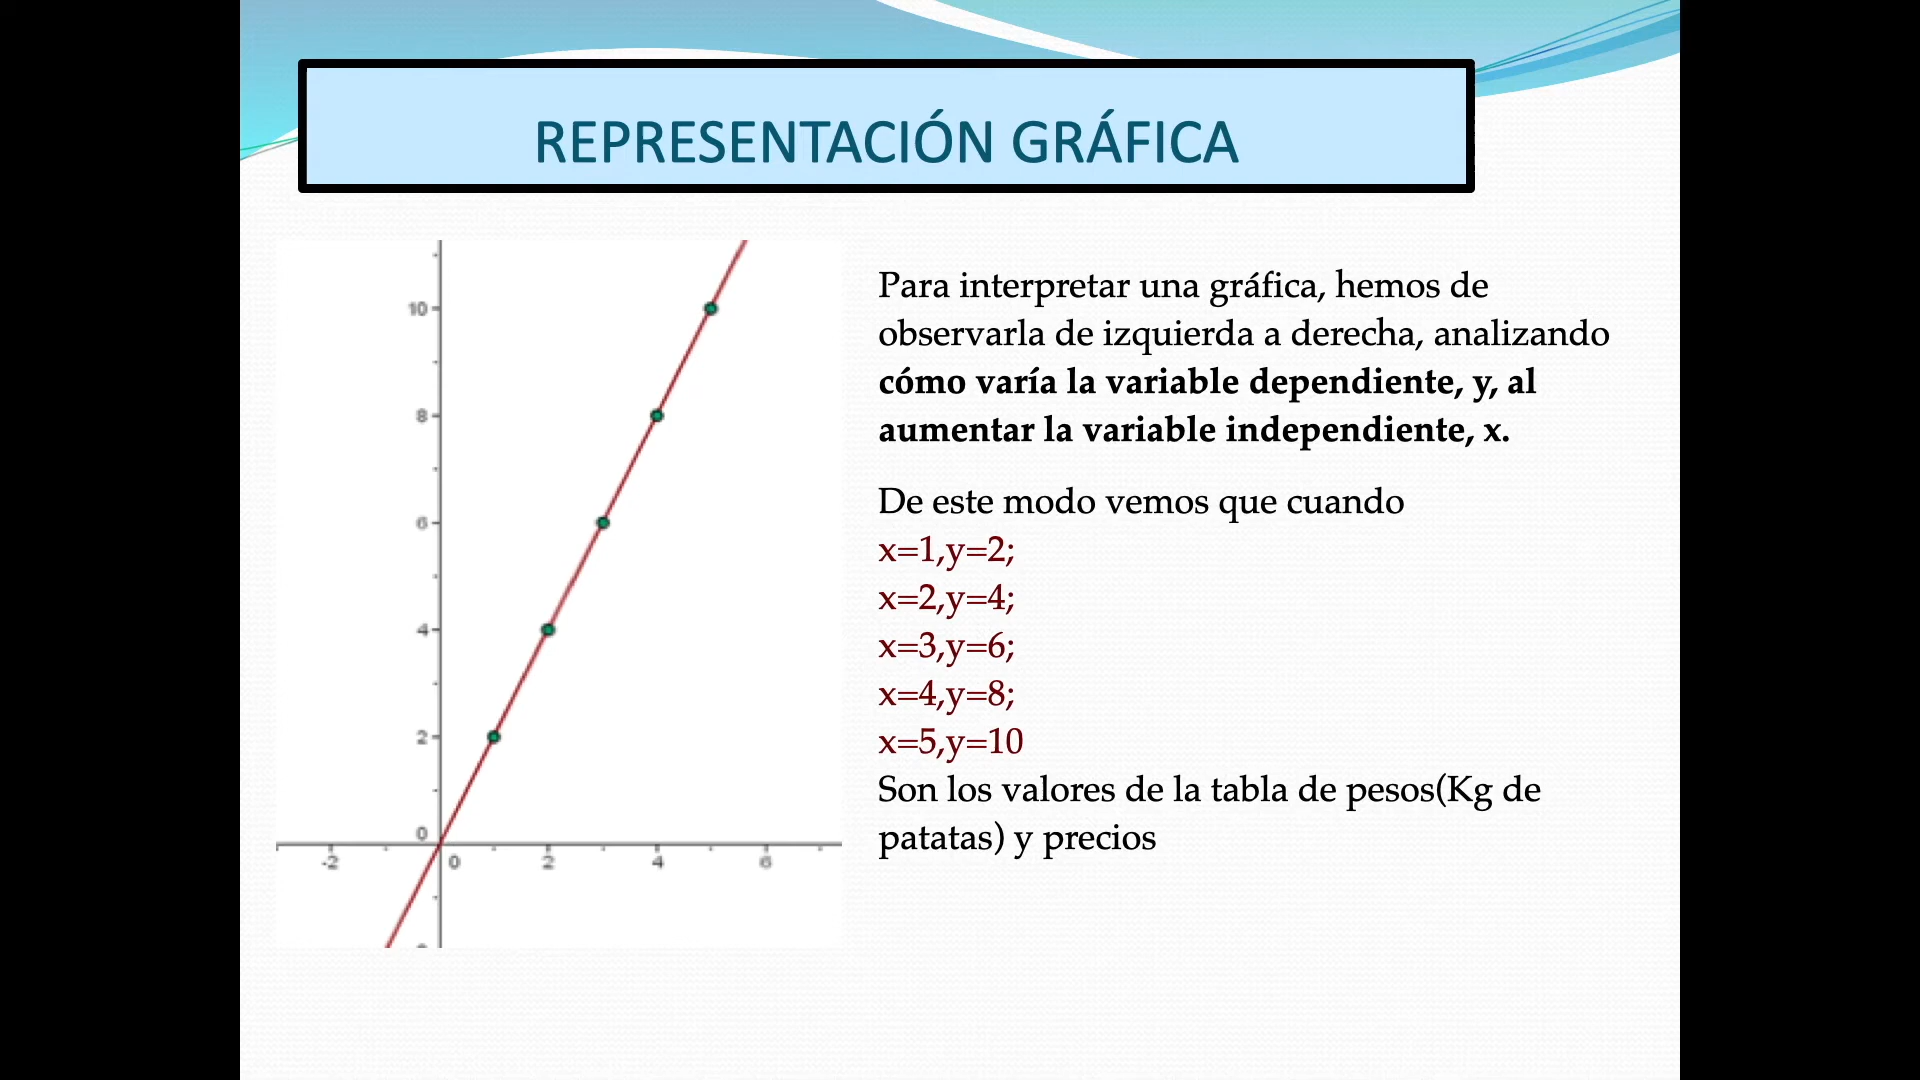 REPRESENTACIÓN GRÁFICA
10
8
6
4
2
0
-2
0
2
4
6
Para interpretar una gráfica, hemos de
observarla de izquierda a derecha, analizando
cómo varía la variable dependiente, y, al
aumentar la variable independiente, x.
De este modo vemos que cuando
x=1,y=2;
x=2,y=4;
x=3,y=6;
x=4,y=8;
x=5,y=10
Son los valores de la tabla de pesos(Kg de
patatas) y precios